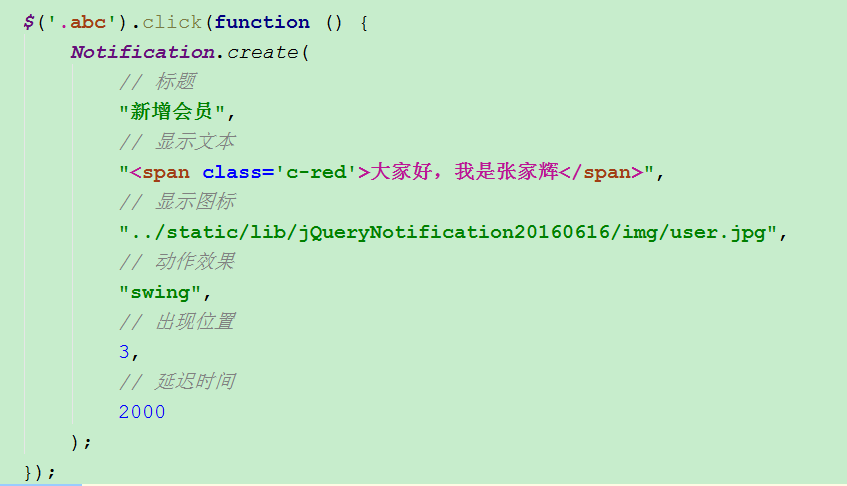 $('.abc').click(function () {
    Notification.create(
        // 标题
        "新增会员",
        // 显示文本
        "<span class='c-red'>大家好，我是张家辉</span>",
        // 显示图标
        "../static/lib/jQueryNotification20160616/img/user.jpg",
        // 动作效果
        "swing",
        // 出现位置
        3,
        // 延迟时间
        2000
    );
});